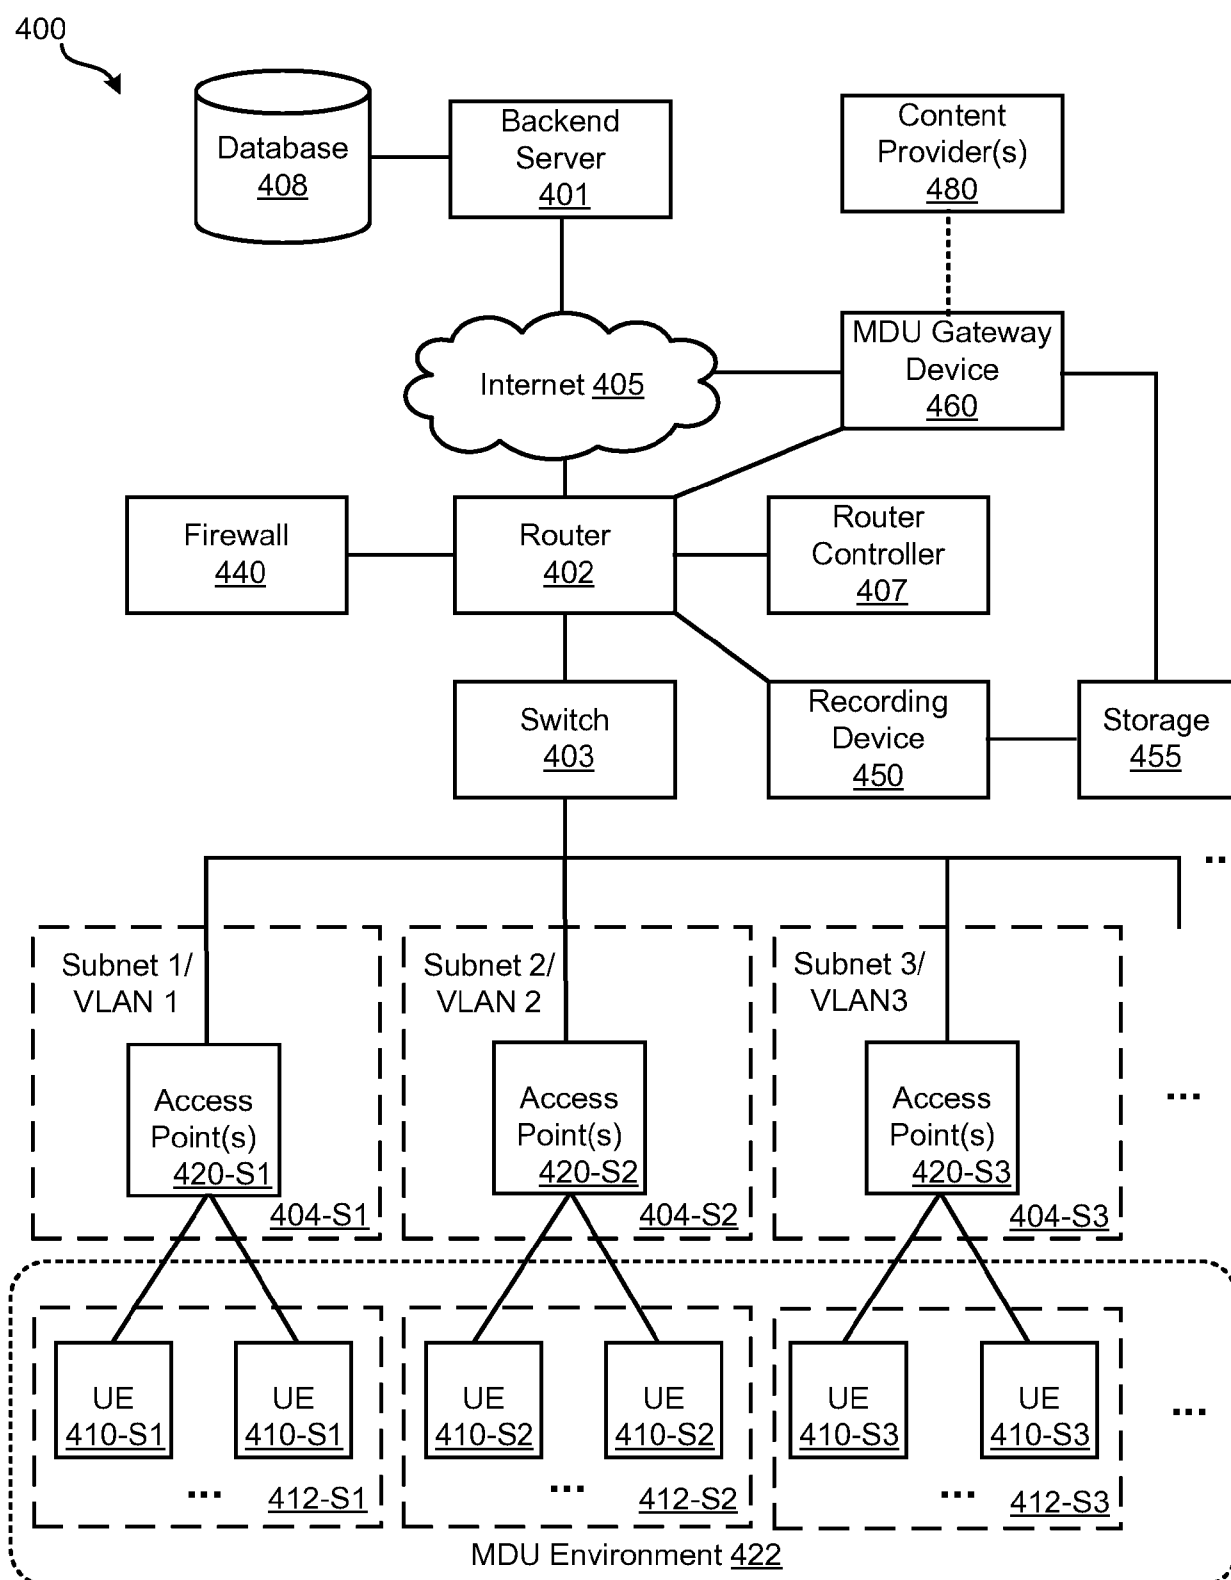 400
Database
408
Backend
Server
401
Content
Provider(s)
480
Internet 405
MDU Gateway
Device
460
Firewall
440
Router
402
Router
Controller
407
Switch
403
Recording
Device
450
Storage
455
...
Subnet 1/
VLAN 1
Subnet 2/
VLAN 2
Subnet 3/
VLAN3
Access
Point(s)
420-S1
404-S1
Access
Point(s)
420-S2
404-S2
Access
Point(s)
420-S3
404-S3
...
UE
410-S1
UE
410-S1
...
412-S1
UE
410-S2
UE
410-S2
...
412-S2
UE
410-S3
UE
410-S3
...
412-S3
...
MDU Environment 422